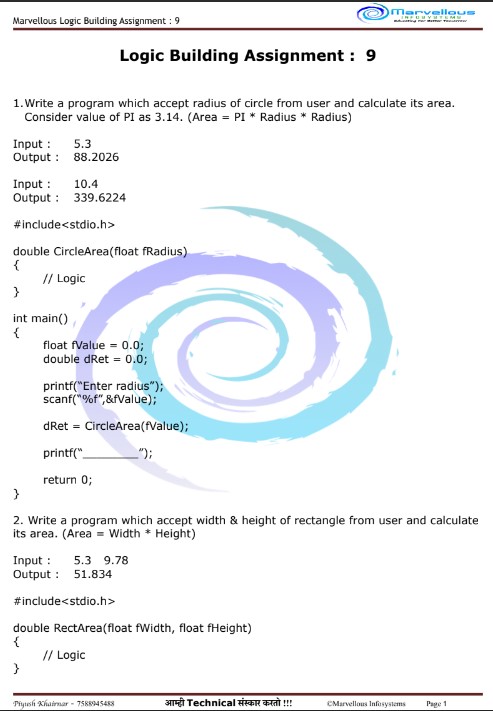 Marvellous Logic Building Assignment : 9
Marvellous
INFOSYSTEMS
Educating for Better Tomorrow
Logic Building Assignment : 9
1.Write a program which accept radius of circle from user and calculate its area.
Consider value of PI as 3.14. (Area = PI * Radius * Radius)
Input : 5.3
Output : 88.2026
Input : 10.4
Output : 339.6224
#include<stdio.h>
double CircleArea(float fRadius)
{
// Logic
}
int main()
{
float fValue = 0.0;
double dRet = 0.0;
printf(“Enter radius”);
scanf(“%f”,&fValue);
dRet = CircleArea(fValue);
printf(“_________”);
return 0;
}
2. Write a program which accept width & height of rectangle from user and calculate
its area. (Area = Width * Height)
Input : 5.3 9.78
Output : 51.834
#include<stdio.h>
double RectArea(float fWidth, float fHeight)
{
// Logic
}
Piyush Khairnar - 7588945488 आम्ही Technical संस्कार करतो !!! ©Marvellous Infosystems Page 1